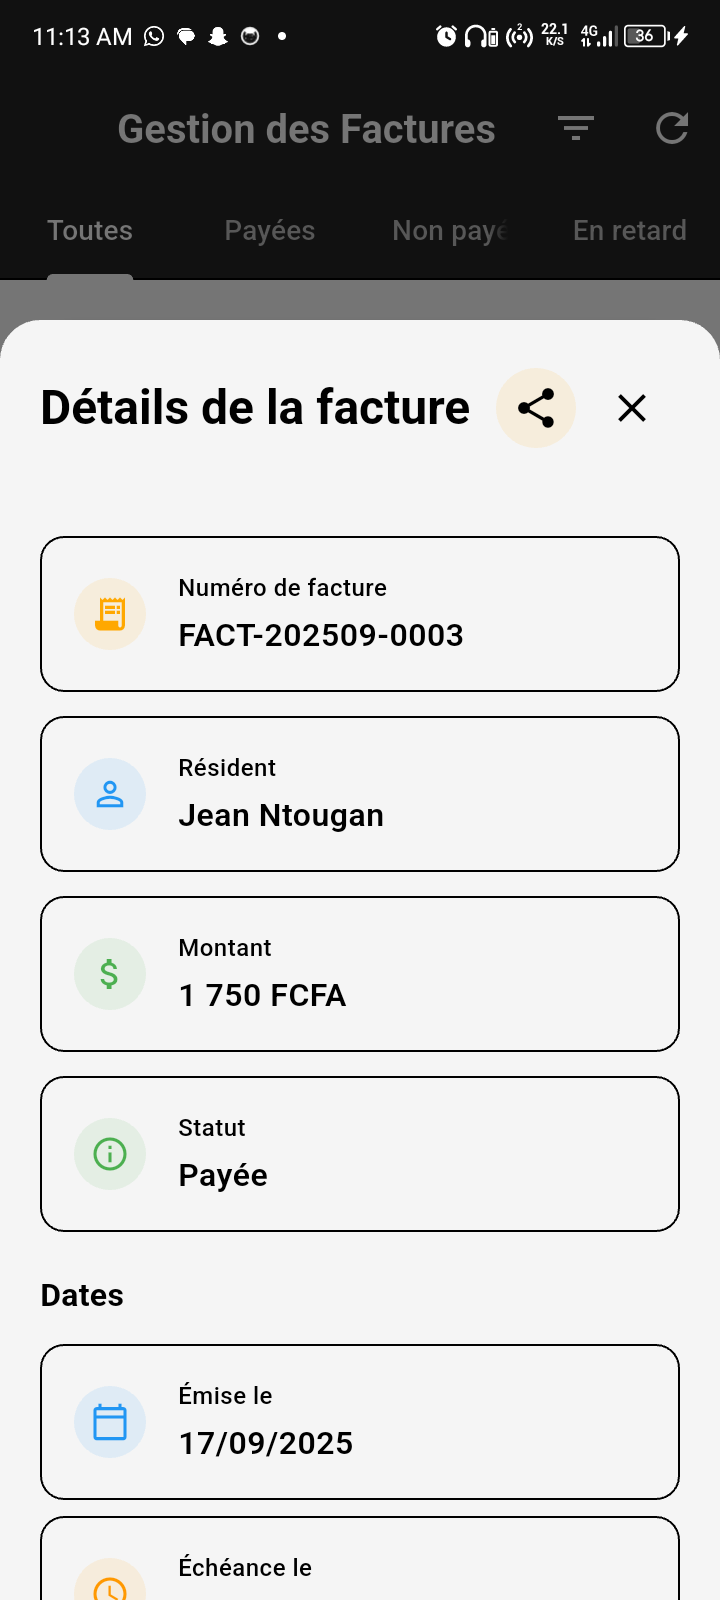 11:13 AM
2
22.1
K/S
4G
36
Gestion des Factures
Toutes
Payées
Non payé
En retard
Détails de la facture
Numéro de facture
FACT-202509-0003
Résident
Jean Ntougan
Montant
1 750 FCFA
Statut
Payée
Dates
Émise le
17/09/2025
Échéance le